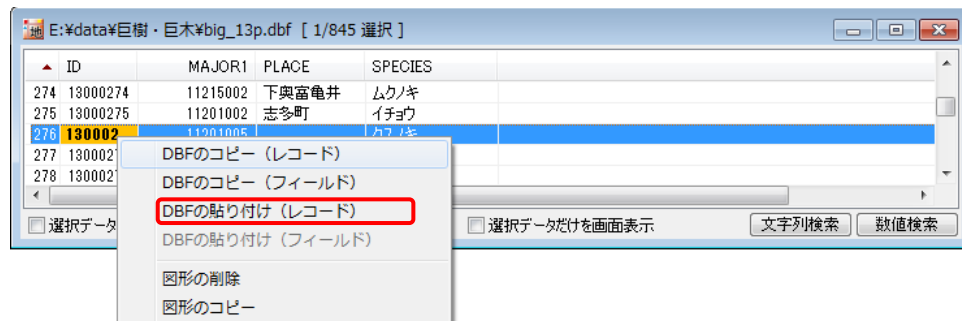 地 E:¥data¥巨樹・巨木¥big_13p.dbf [ 1/845 選択 ]
ID MAJOR1 PLACE SPECIES
274 13000274 11215002 下奥富亀井 ムクノキ
275 13000275 11201002 志多町 イチョウ
276 130002 11201005
277 130002
278 130002
DBFのコピー（レコード）
DBFのコピー（フィールド）
DBFの貼り付け（レコード）
DBFの貼り付け（フィールド）
図形の削除
図形のコピー
選択データ
選択データだけを画面表示 文字列検索 数値検索